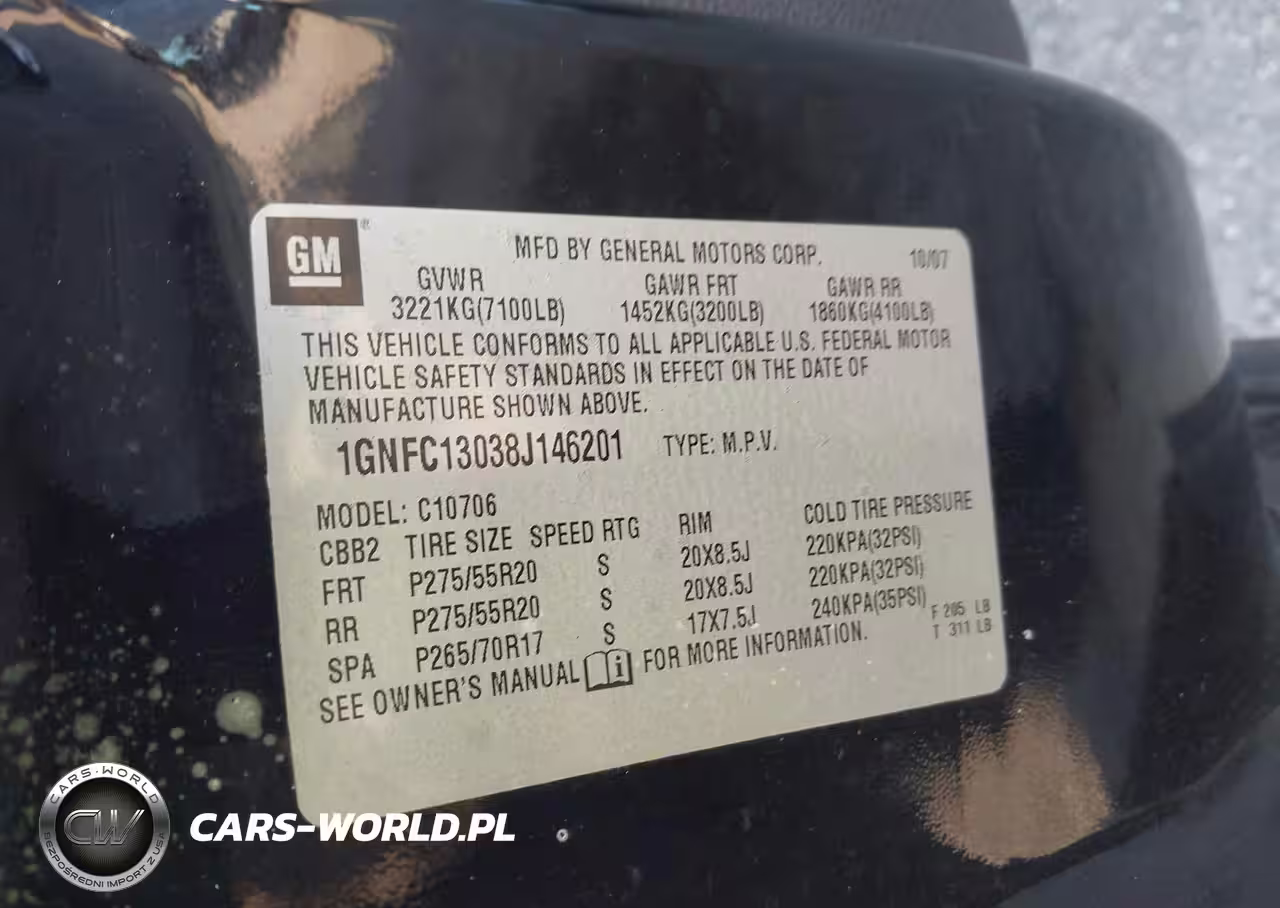 GM ®
MFD BY GENERAL MOTORS CORP. 10/07
GVWR GAWR FRT GAWR RR
3221KG(7100LB) 1452KG(3200LB) 1860KG(4100LB)
THIS VEHICLE CONFORMS TO ALL APPLICABLE U.S. FEDERAL MOTOR
VEHICLE SAFETY STANDARDS IN EFFECT ON THE DATE OF
MANUFACTURE SHOWN ABOVE.
1GNFC13038J146201 TYPE: M.P.V.
MODEL: C10706
CBB2 TIRE SIZE SPEED RTG RIM COLD TIRE PRESSURE
FRT P275/55R20 S 20X8.5J 220KPA(32PSI)
RR P275/55R20 S 20X8.5J 220KPA(32PSI)
SPA P265/70R17 S 17X7.5J 240KPA(35PSI)
F 285 LB
T 311 LB
SEE OWNER'S MANUAL i FOR MORE INFORMATION.
CARS-WORLD
CW
BEZPOŚREDNI IMPORT Z USA
CARS-WORLD.PL